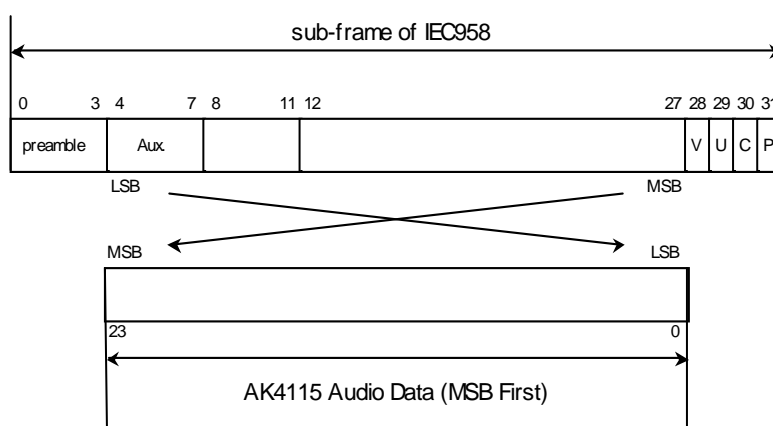 sub-frame of IEC958
0 3 4 7 8 11 12 27 28 29 30 31
preamble Aux. V U C P
LSB MSB
MSB LSB
23 0
AK4115 Audio Data (MSB First)